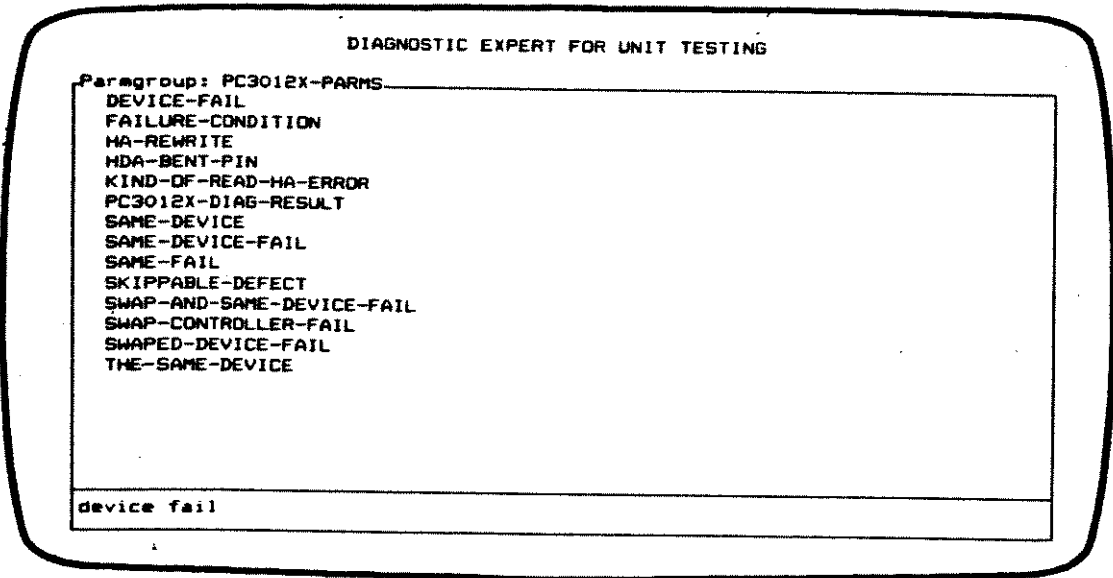 DIAGNOSTIC EXPERT FOR UNIT TESTING
Parmgroup: PC3012X-PARMS
DEVICE-FAIL
FAILURE-CONDITION
HA-REWRITE
HDA-BENT-PIN
KIND-OF-READ-HA-ERROR
PC3012X-DIAG-RESULT
SAME-DEVICE
SAME-DEVICE-FAIL
SAME-FAIL
SKIPPABLE-DEFECT
SWAP-AND-SAME-DEVICE-FAIL
SWAP-CONTROLLER-FAIL
SWAPED-DEVICE-FAIL
THE-SAME-DEVICE
device fail